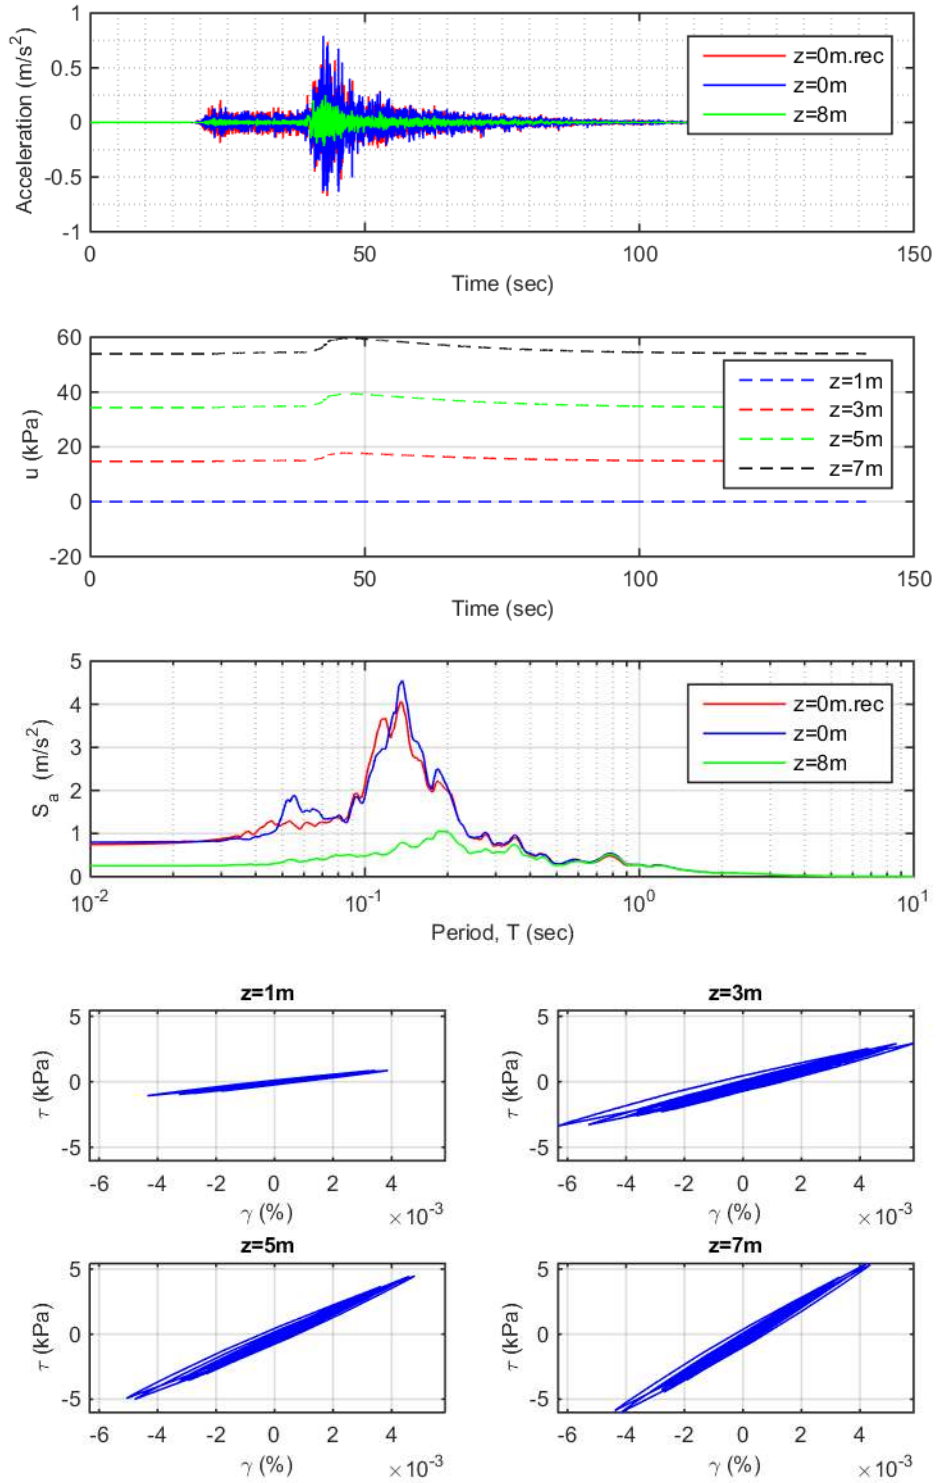 Acceleration (m/s²)
1
0.5
0
-0.5
-1
z=0m.rec
z=0m
z=8m
0 50 100 150
Time (sec)
u (kPa)
60
40
20
0
-20
z=1m
z=3m
z=5m
z=7m
0 50 100 150
Time (sec)
Sₐ (m/s²)
5
4
3
2
1
0
z=0m.rec
z=0m
z=8m
10⁻² 10⁻¹ 10⁰ 10¹
Period, T (sec)
z=1m
τ (kPa)
5
0
-5
-6 -4 -2 0 2 4
γ (%) ×10⁻³
z=3m
τ (kPa)
5
0
-5
-6 -4 -2 0 2 4
γ (%) ×10⁻³
z=5m
τ (kPa)
5
0
-5
-6 -4 -2 0 2 4
γ (%) ×10⁻³
z=7m
τ (kPa)
5
0
-5
-6 -4 -2 0 2 4
γ (%) ×10⁻³